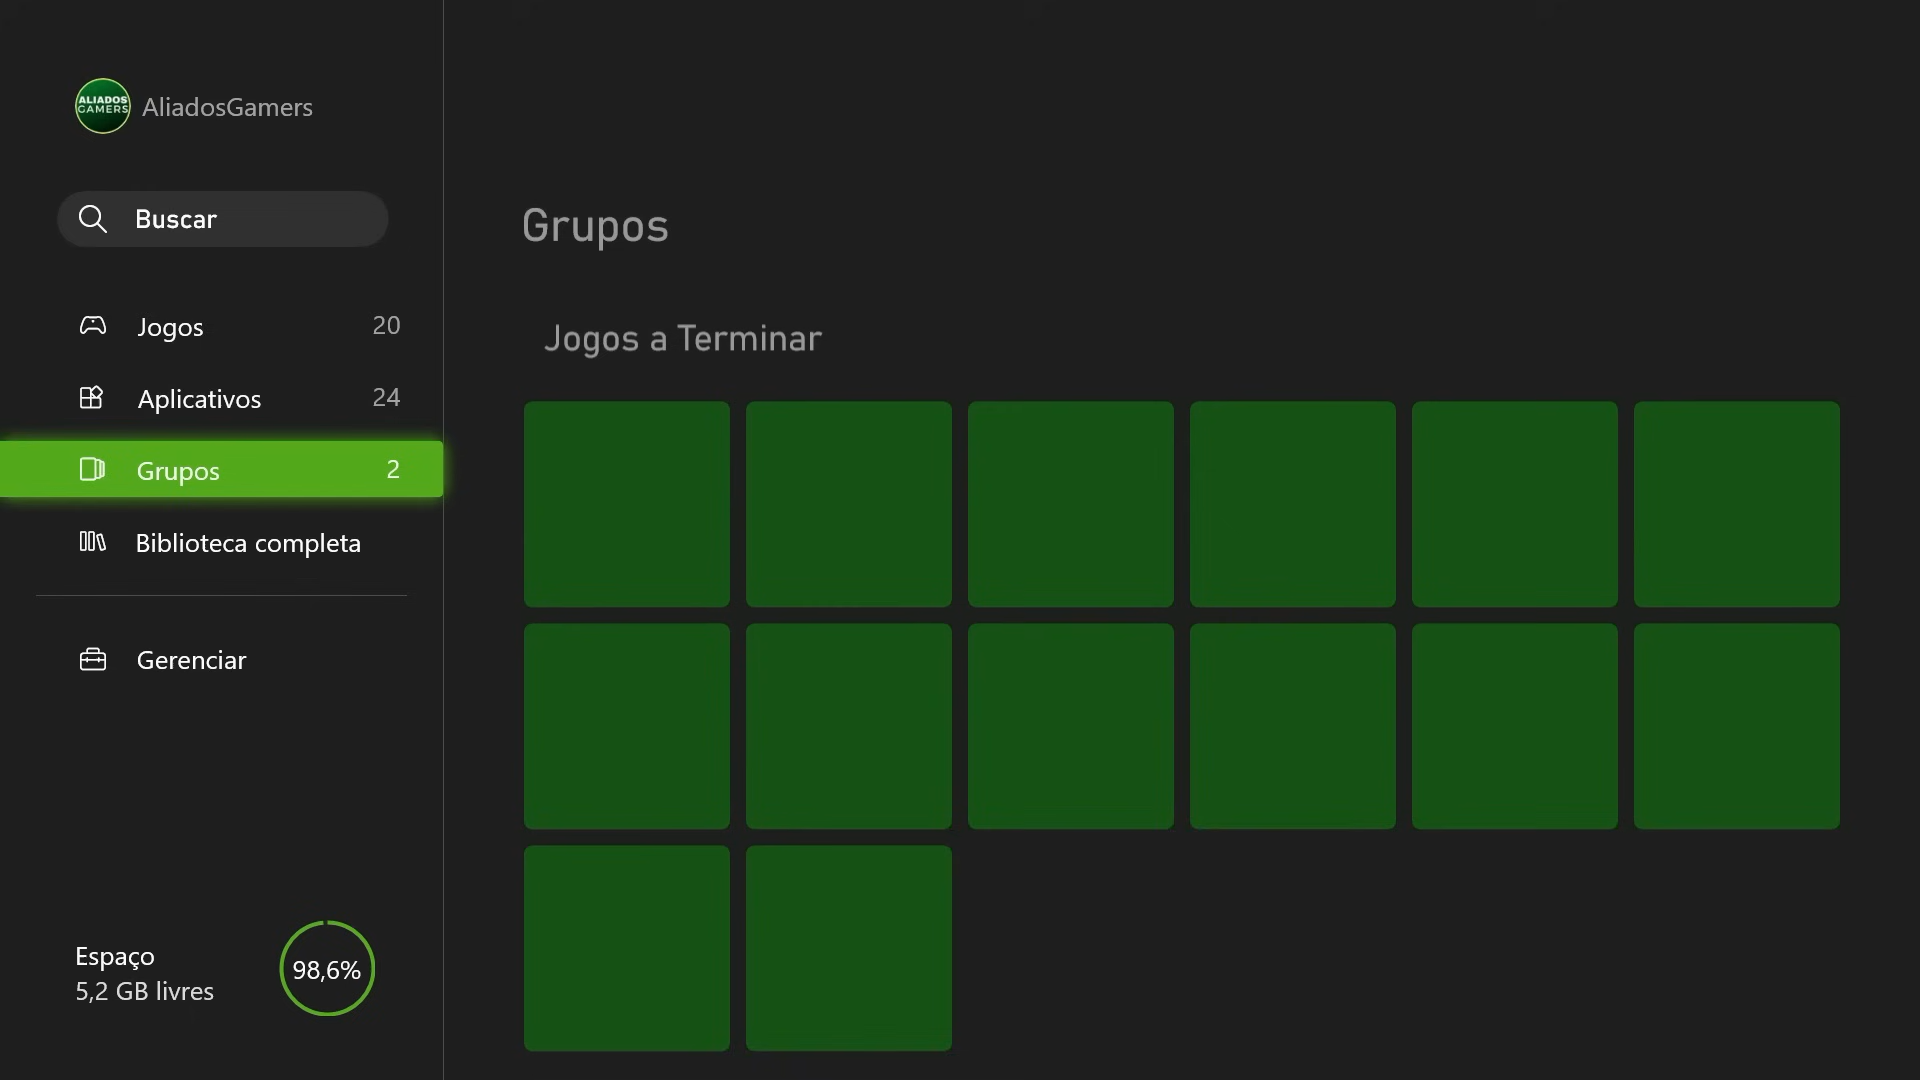 ALIADOS
GAMERS
AliadosGamers
Buscar
Jogos 20
Aplicativos 24
Grupos 2
Biblioteca completa
Gerenciar
Espaço
5,2 GB livres
98,6%
Grupos
Jogos a Terminar